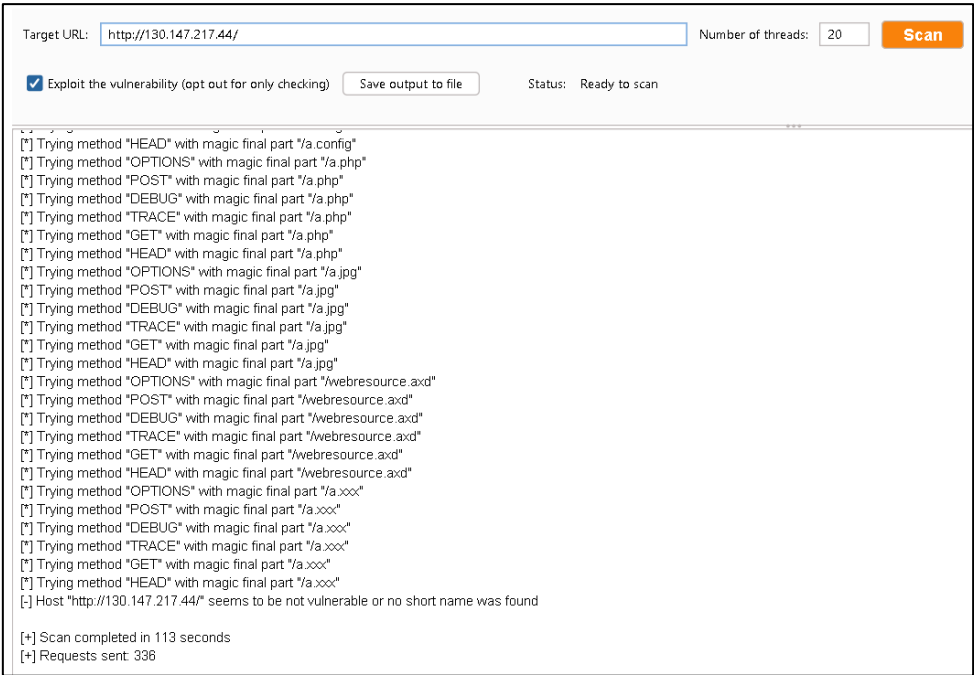 Target URL: http://130.147.217.44/ Number of threads: 20 Scan
Exploit the vulnerability (opt out for only checking) Save output to file Status: Ready to scan
[*] Trying method "HEAD" with magic final part "/a.config"
[*] Trying method "OPTIONS" with magic final part "/a.php"
[*] Trying method "POST" with magic final part "/a.php"
[*] Trying method "DEBUG" with magic final part "/a.php"
[*] Trying method "TRACE" with magic final part "/a.php"
[*] Trying method "GET" with magic final part "/a.php"
[*] Trying method "HEAD" with magic final part "/a.php"
[*] Trying method "OPTIONS" with magic final part "/a.jpg"
[*] Trying method "POST" with magic final part "/a.jpg"
[*] Trying method "DEBUG" with magic final part "/a.jpg"
[*] Trying method "TRACE" with magic final part "/a.jpg"
[*] Trying method "GET" with magic final part "/a.jpg"
[*] Trying method "HEAD" with magic final part "/a.jpg"
[*] Trying method "OPTIONS" with magic final part "/webresource.axd"
[*] Trying method "POST" with magic final part "/webresource.axd"
[*] Trying method "DEBUG" with magic final part "/webresource.axd"
[*] Trying method "TRACE" with magic final part "/webresource.axd"
[*] Trying method "GET" with magic final part "/webresource.axd"
[*] Trying method "HEAD" with magic final part "/webresource.axd"
[*] Trying method "OPTIONS" with magic final part "/a.xxx"
[*] Trying method "POST" with magic final part "/a.xxx"
[*] Trying method "DEBUG" with magic final part "/a.xxx"
[*] Trying method "TRACE" with magic final part "/a.xxx"
[*] Trying method "GET" with magic final part "/a.xxx"
[*] Trying method "HEAD" with magic final part "/a.xxx"
[-] Host "http://130.147.217.44/" seems to be not vulnerable or no short name was found
[+] Scan completed in 113 seconds
[+] Requests sent: 336